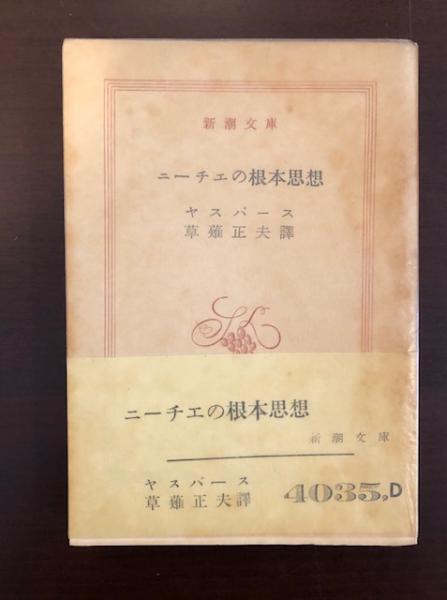 新潮文庫
ニーチエの根本思想
ヤスパース
草薙正夫譯
ニーチエの根本思想
新潮文庫
ヤスパース
草薙正夫譯
4035,D